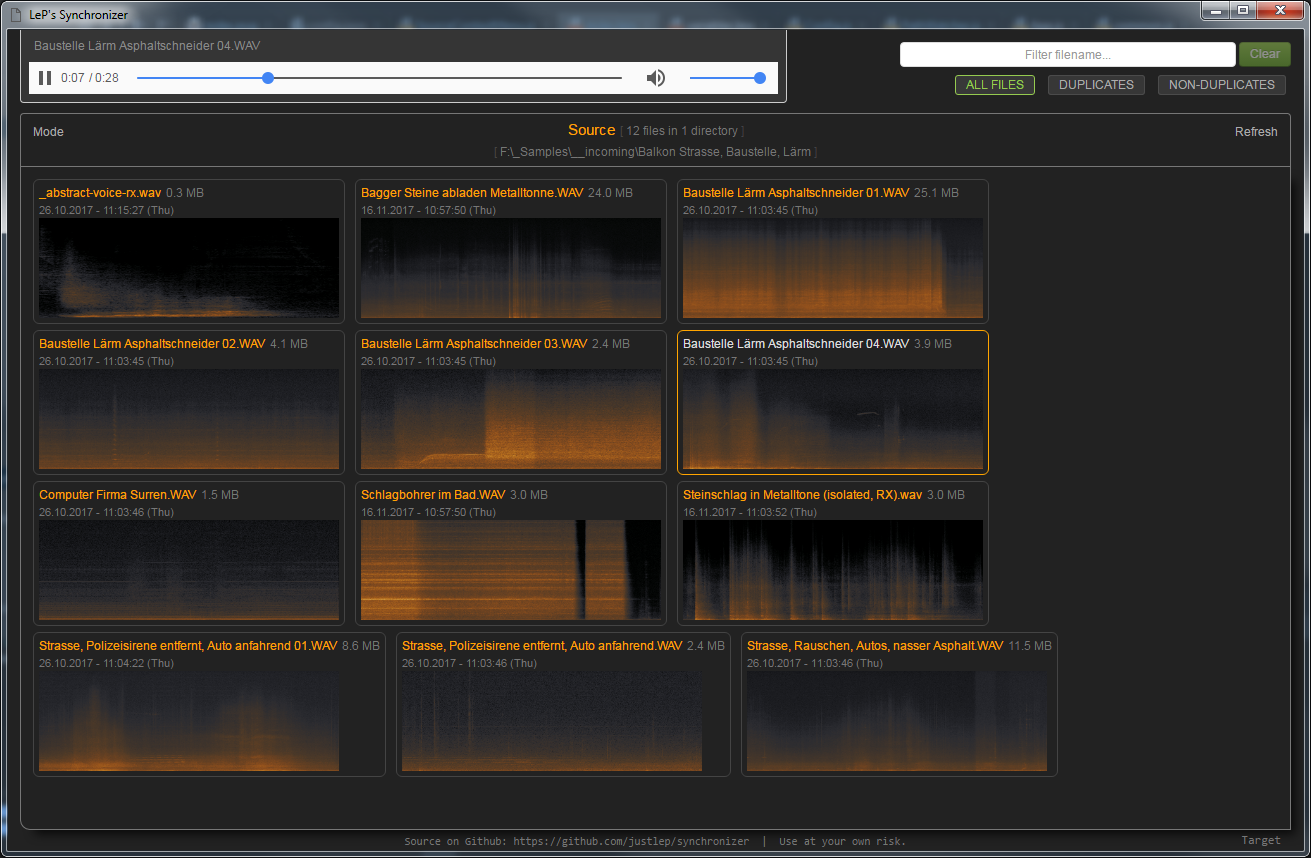 LeP's Synchronizer
Baustelle Lärm Asphaltschneider 04.WAV
0:07 / 0:28
Filter filename...
Clear
ALL FILES
DUPLICATES
NON-DUPLICATES
Mode
Source [ 12 files in 1 directory ]
Refresh
[ F:\_Samples\__incoming\Balkon Strasse, Baustelle, Lärm ]
_abstract-voice-rx.wav 0.3 MB
26.10.2017 - 11:15:27 (Thu)
Bagger Steine abladen Metalltonne.WAV 24.0 MB
16.11.2017 - 10:57:50 (Thu)
Baustelle Lärm Asphaltschneider 01.WAV 25.1 MB
26.10.2017 - 11:03:45 (Thu)
Baustelle Lärm Asphaltschneider 02.WAV 4.1 MB
26.10.2017 - 11:03:45 (Thu)
Baustelle Lärm Asphaltschneider 03.WAV 2.4 MB
26.10.2017 - 11:03:45 (Thu)
Baustelle Lärm Asphaltschneider 04.WAV 3.9 MB
26.10.2017 - 11:03:45 (Thu)
Computer Firma Surren.WAV 1.5 MB
26.10.2017 - 11:03:46 (Thu)
Schlagbohrer im Bad.WAV 3.0 MB
16.11.2017 - 10:57:50 (Thu)
Steinschlag in Metalltone (isolated, RX).wav 3.0 MB
16.11.2017 - 11:03:52 (Thu)
Strasse, Polizeisirene entfernt, Auto anfahrend 01.WAV 8.6 MB
26.10.2017 - 11:04:22 (Thu)
Strasse, Polizeisirene entfernt, Auto anfahrend.WAV 2.4 MB
26.10.2017 - 11:03:46 (Thu)
Strasse, Rauschen, Autos, nasser Asphalt.WAV 11.5 MB
26.10.2017 - 11:03:46 (Thu)
Source on Github: https://github.com/justlep/synchronizer | Use at your own risk.
Target